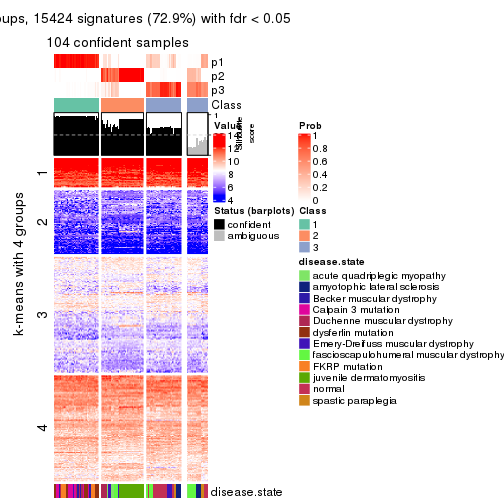 oups, 15424 signatures (72.9%) with fdr < 0.05
104 confident samples
p1
p2
p3
Class
1
Silhouette
score
k-means with 4 groups
1
2
3
4
disease.state
Value
14
12
10
8
6
4
Prob
1
0.8
0.6
0.4
0.2
0
Status (barplots)
confident
ambiguous
Class
1
2
3
disease.state
acute quadriplegic myopathy
amyotophic lateral sclerosis
Becker muscular dystrophy
Calpain 3 mutation
Duchenne muscular dystrophy
dysferlin mutation
Emery-Dreifuss muscular dystrophy
fascioscapulohumeral muscular dystrophy
FKRP mutation
juvenile dermatomyositis
normal
spastic paraplegia